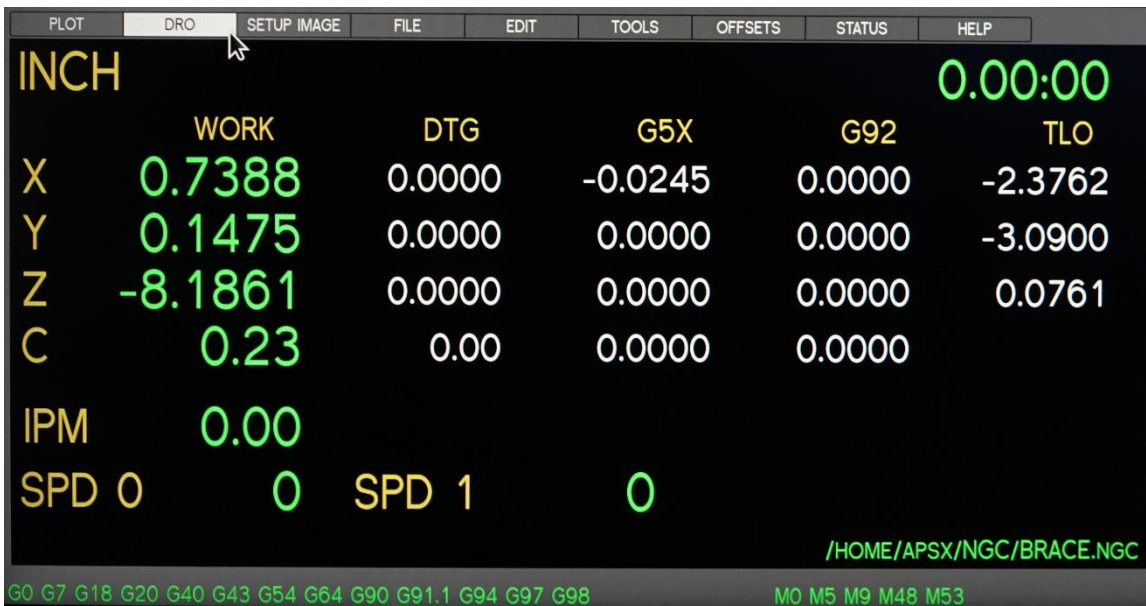 PLOT DRO SETUP IMAGE FILE EDIT TOOLS OFFSETS STATUS HELP
INCH 0.00:00
WORK DTG G5X G92 TLO
X 0.7388 0.0000 -0.0245 0.0000 -2.3762
Y 0.1475 0.0000 0.0000 0.0000 -3.0900
Z -8.1861 0.0000 0.0000 0.0000 0.0761
C 0.23 0.00 0.0000 0.0000
IPM 0.00
SPD 0 0 SPD 1 0
/HOME/APSX/NGC/BRACE.NGC
G0 G7 G18 G20 G40 G43 G54 G64 G90 G91.1 G94 G97 G98 M0 M5 M9 M48 M53